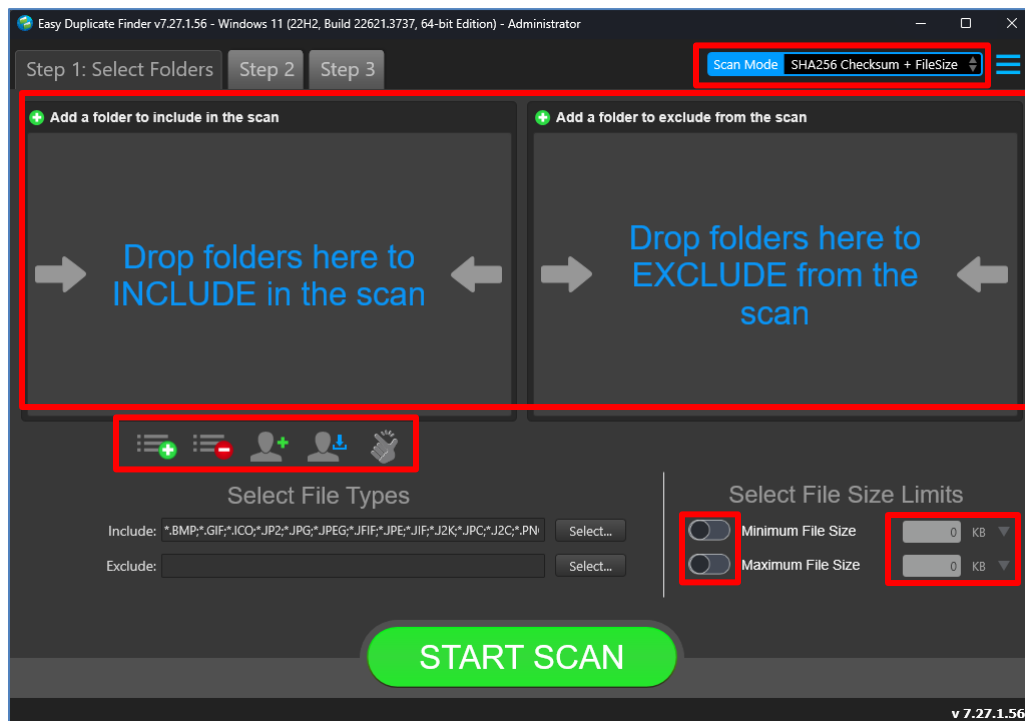 Easy Duplicate Finder v7.27.1.56 - Windows 11 (22H2, Build 22621.3737, 64-bit Edition) - Administrator
Step 1: Select Folders Step 2 Step 3 Scan Mode SHA256 Checksum + FileSize
Add a folder to include in the scan
Drop folders here to
INCLUDE in the scan
Add a folder to exclude from the scan
Drop folders here to
EXCLUDE from the
scan
Select File Types
Include: *.BMP;*.GIF;*.ICO;*.JP2;*.JPG;*.JPEG;*.JFIF;*.JPE;*.JIF;*.J2K;*.JPC;*.J2C;*.PN Select...
Exclude: Select...
Select File Size Limits
Minimum File Size 0 KB
Maximum File Size 0 KB
START SCAN
v 7.27.1.56